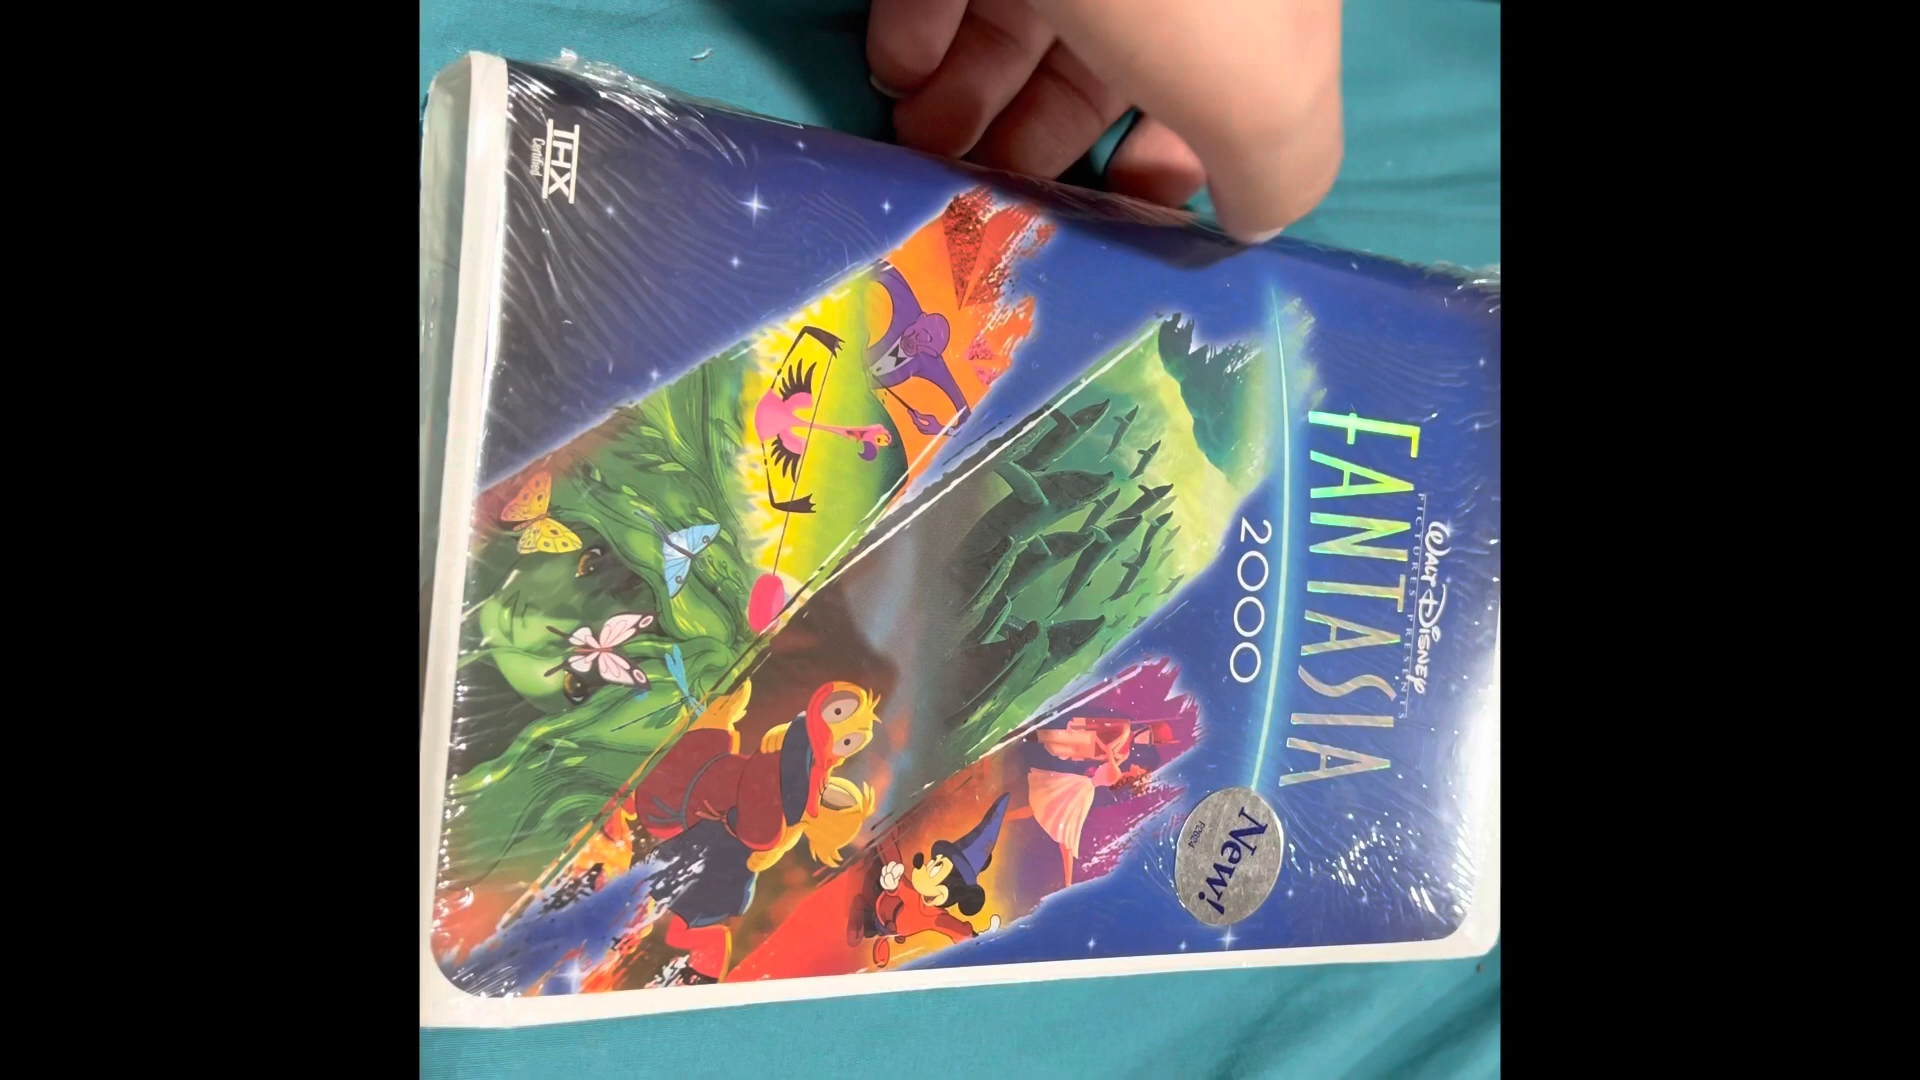 WALT DISNEY
PICTURES PRESENTS
FANTASIA
2000
New!
THX
Certified